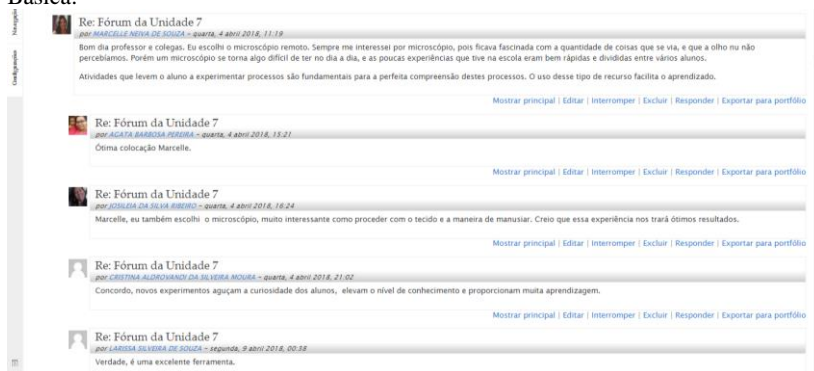 Básica.
Navegação
Configurações
Re: Fórum da Unidade 7
por MARCELLE NEIVA DE SOUZA - quarta, 4 abril 2018, 11:19
Bom dia professor e colegas. Eu escolhi o microscópio remoto. Sempre me interessei por microscópio, pois ficava fascinada com a quantidade de coisas que se via, e que a olho nu não
percebíamos. Porém um microscópio se torna algo difícil de ter no dia a dia, e as poucas experiências que tive na escola eram bem rápidas e divididas entre vários alunos.
Atividades que levem o aluno a experimentar processos são fundamentais para a perfeita compreensão destes processos. O uso desse tipo de recurso facilita o aprendizado.
Mostrar principal | Editar | Interromper | Excluir | Responder | Exportar para portfólio
Re: Fórum da Unidade 7
por AGATA BARBOSA PEREIRA - quarta, 4 abril 2018, 15:21
Ótima colocação Marcelle.
Mostrar principal | Editar | Interromper | Excluir | Responder | Exportar para portfólio
Re: Fórum da Unidade 7
por JOSILEIA DA SILVA RIBEIRO - quarta, 4 abril 2018, 16:24
Marcelle, eu também escolhi o microscópio, muito interessante como proceder com o tecido e a maneira de manusiar. Creio que essa experiência nos trará ótimos resultados.
Mostrar principal | Editar | Interromper | Excluir | Responder | Exportar para portfólio
Re: Fórum da Unidade 7
por CRISTINA ALDROVANDI DA SILVEIRA MOURA - quarta, 4 abril 2018, 21:02
Concordo, novos experimentos aguçam a curiosidade dos alunos, elevam o nível de conhecimento e proporcionam muita aprendizagem.
Mostrar principal | Editar | Interromper | Excluir | Responder | Exportar para portfólio
Re: Fórum da Unidade 7
por LARISSA SILVEIRA DE SOUZA - segunda, 9 abril 2018, 00:38
Verdade, é uma excelente ferramenta.